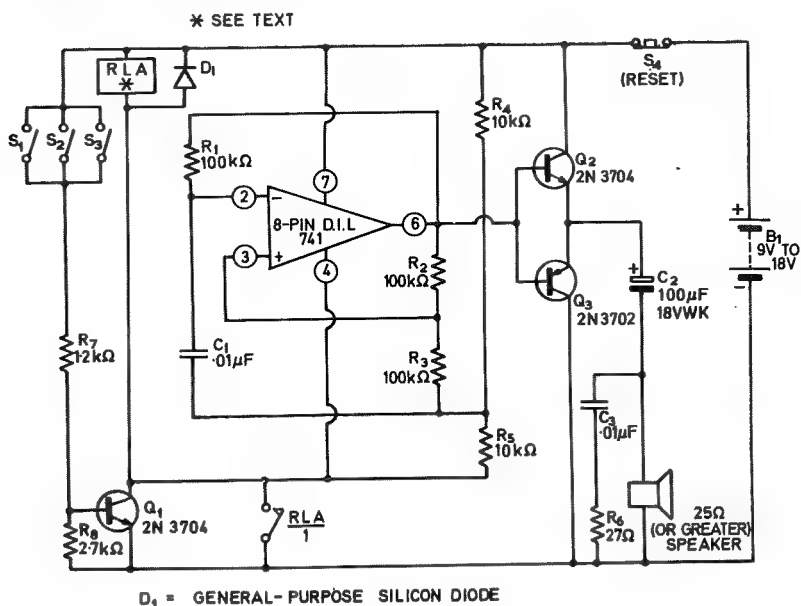 * SEE TEXT
RLA
*
D1
S4
(RESET)
S1
S2
S3
R1
100kΩ
R4
10kΩ
Q2
2N 3704
2
7
8-PIN D.I.L
741
6
3
4
−
+
R2
100kΩ
+
C2
100µF
18VWK
+
B1
9V TO
18V
−
Q3
2N 3702
R7
1·2kΩ
C1
·01µF
R3
100kΩ
C3
·01µF
R5
10kΩ
Q1
2N 3704
R8
2·7kΩ
RLA
1
R6
27Ω
25Ω
(OR GREATER)
SPEAKER
D1 = GENERAL-PURPOSE SILICON DIODE